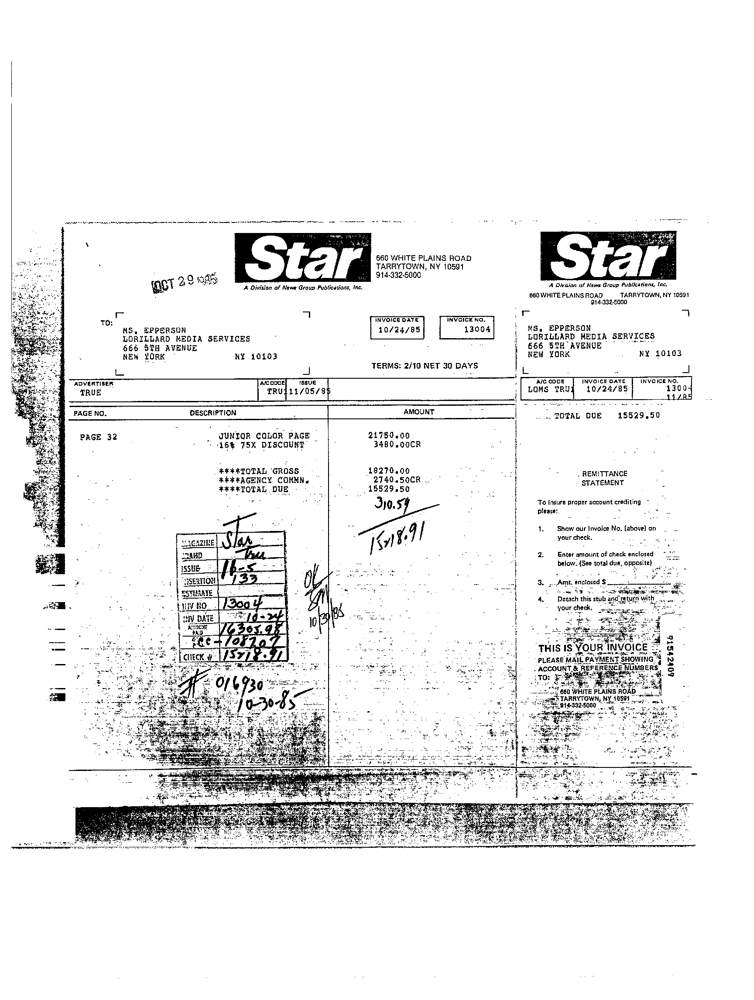 Star
A Division of News Group Publications, Inc.
660 WHITE PLAINS ROAD
TARRYTOWN, NY 10591
914-332-5000
OCT 29 1985
TO:
MS. EPPERSON
LORILLARD MEDIA SERVICES
666 5TH AVENUE
NEW YORK NY 10103
INVOICE DATE
10/24/85
INVOICE NO.
13004
TERMS: 2/10 NET 30 DAYS
ADVERTISER
TRUE
A/C CODE ISSUE
TRU1 11/05/85
PAGE NO. DESCRIPTION AMOUNT
PAGE 32 JUNIOR COLOR PAGE 21750.00
16% 75X DISCOUNT 3480.00CR
****TOTAL GROSS 18270.00
****AGENCY COMMN. 2740.50CR
****TOTAL DUE 15529.50
310.59
15218.91
MAGAZINE Star
BRAND True
ISSUE 16-5
INSERTION 133
ESTIMATE
INV NO 13004
INV DATE 10-24
16305.98
108207
CHECK # 15218.91
OK
10/30/85
# 016930
10-30-85
Star
A Division of News Group Publications, Inc.
660 WHITE PLAINS ROAD TARRYTOWN, NY 10591
914-332-5000
MS. EPPERSON
LORILLARD MEDIA SERVICES
666 5TH AVENUE
NEW YORK NY 10103
A/C CODE INVOICE DATE INVOICE NO.
LOMS TRU1 10/24/85 1300
11/85
TOTAL DUE 15529.50
REMITTANCE
STATEMENT
To insure proper account crediting
please:
1. Show our Invoice No. (above) on
your check.
2. Enter amount of check enclosed
below. (See total due, opposite)
3. Amt. enclosed $
4. Detach this stub and return with
your check.
THIS IS YOUR INVOICE
PLEASE MAIL PAYMENT SHOWING
ACCOUNT & REFERENCE NUMBERS
TO:
660 WHITE PLAINS ROAD
TARRYTOWN, NY 10591
914-332-5000
91542409